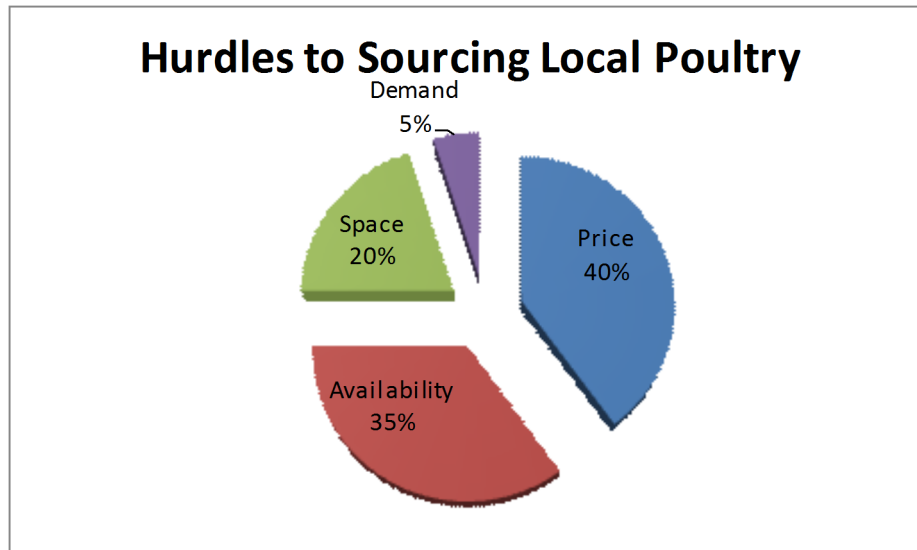 Hurdles to Sourcing Local Poultry
Demand
5%
Space
20%
Price
40%
Availability
35%